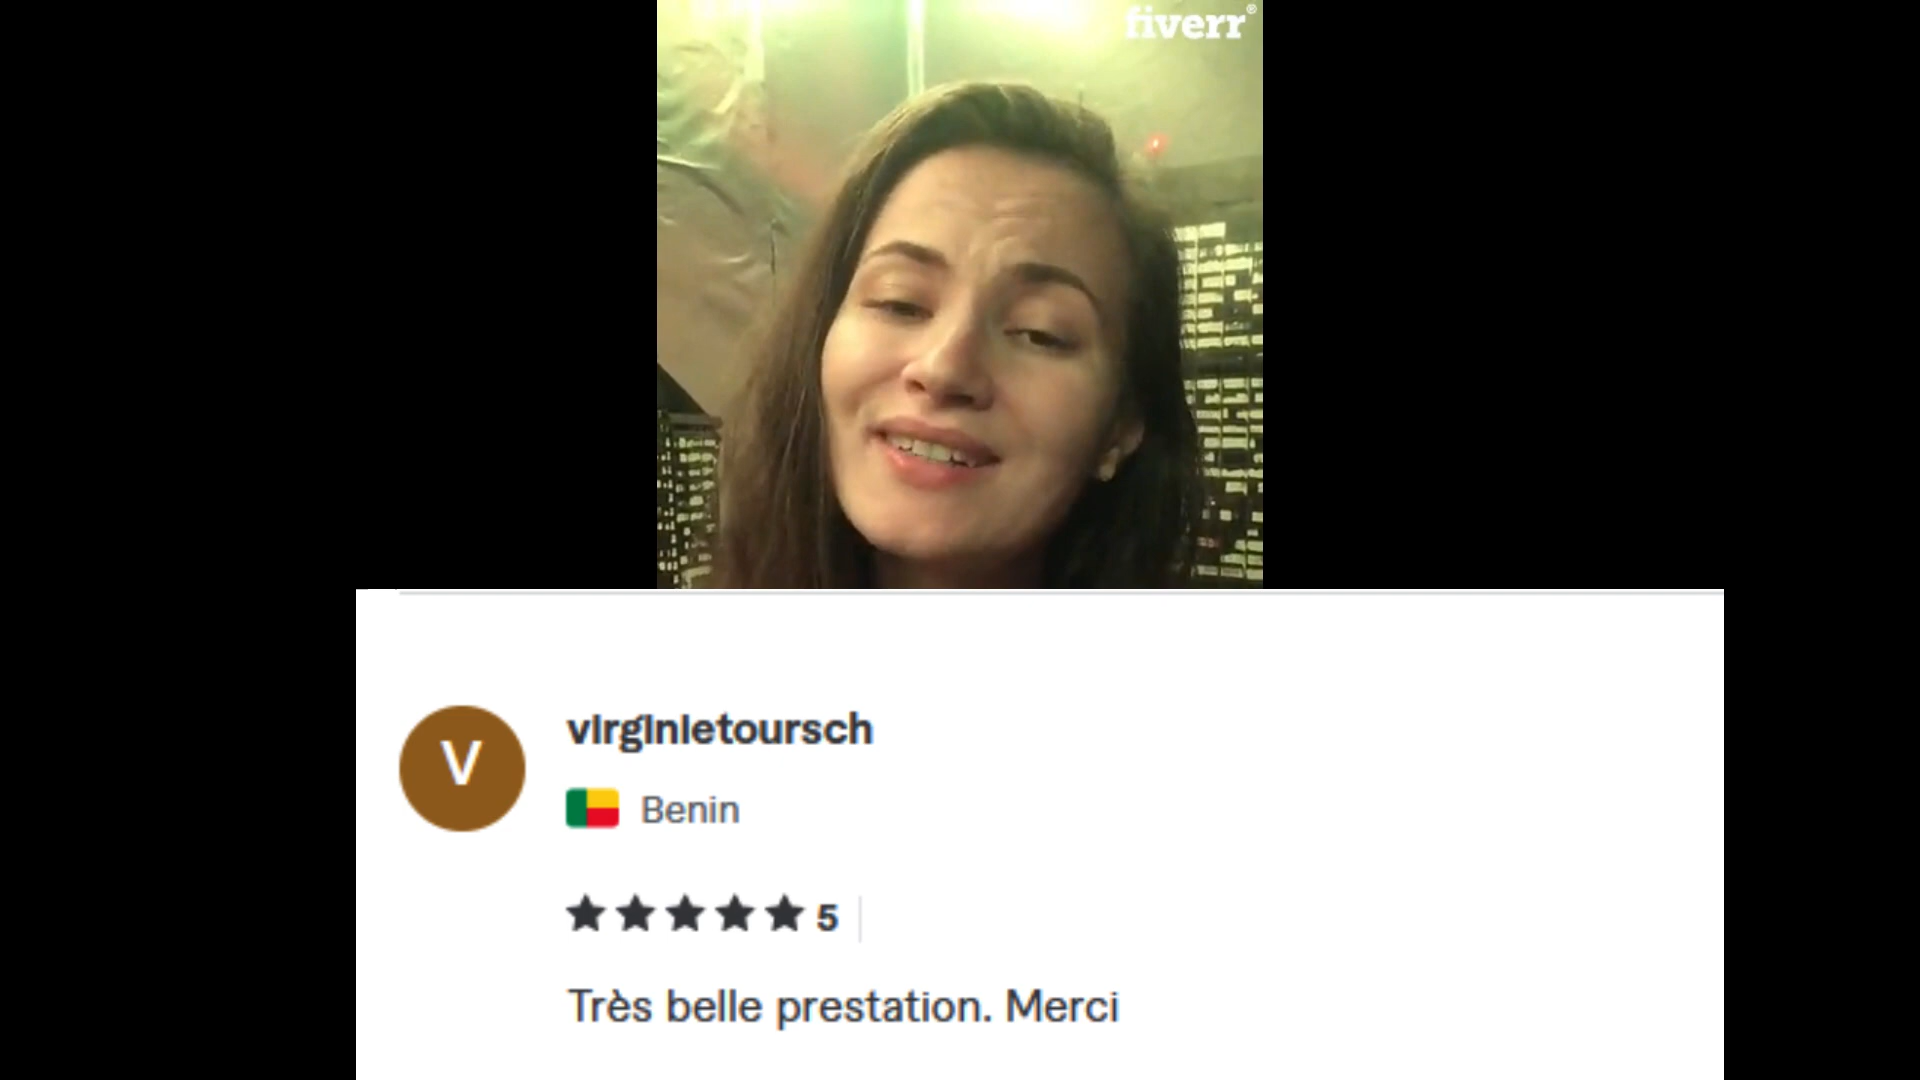 fiverr®
V
virginietoursch
Benin
5
Très belle prestation. Merci